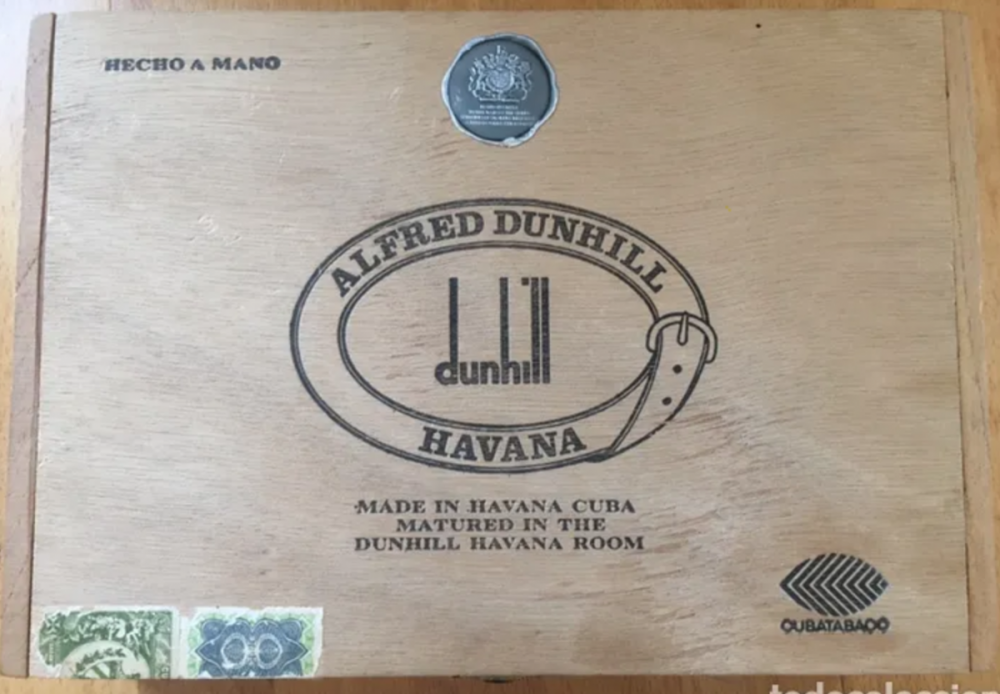 HECHO A MANO
ALFRED DUNHILL
dunhill
HAVANA
MADE IN HAVANA CUBA
MATURED IN THE
DUNHILL HAVANA ROOM
CUBATABACO